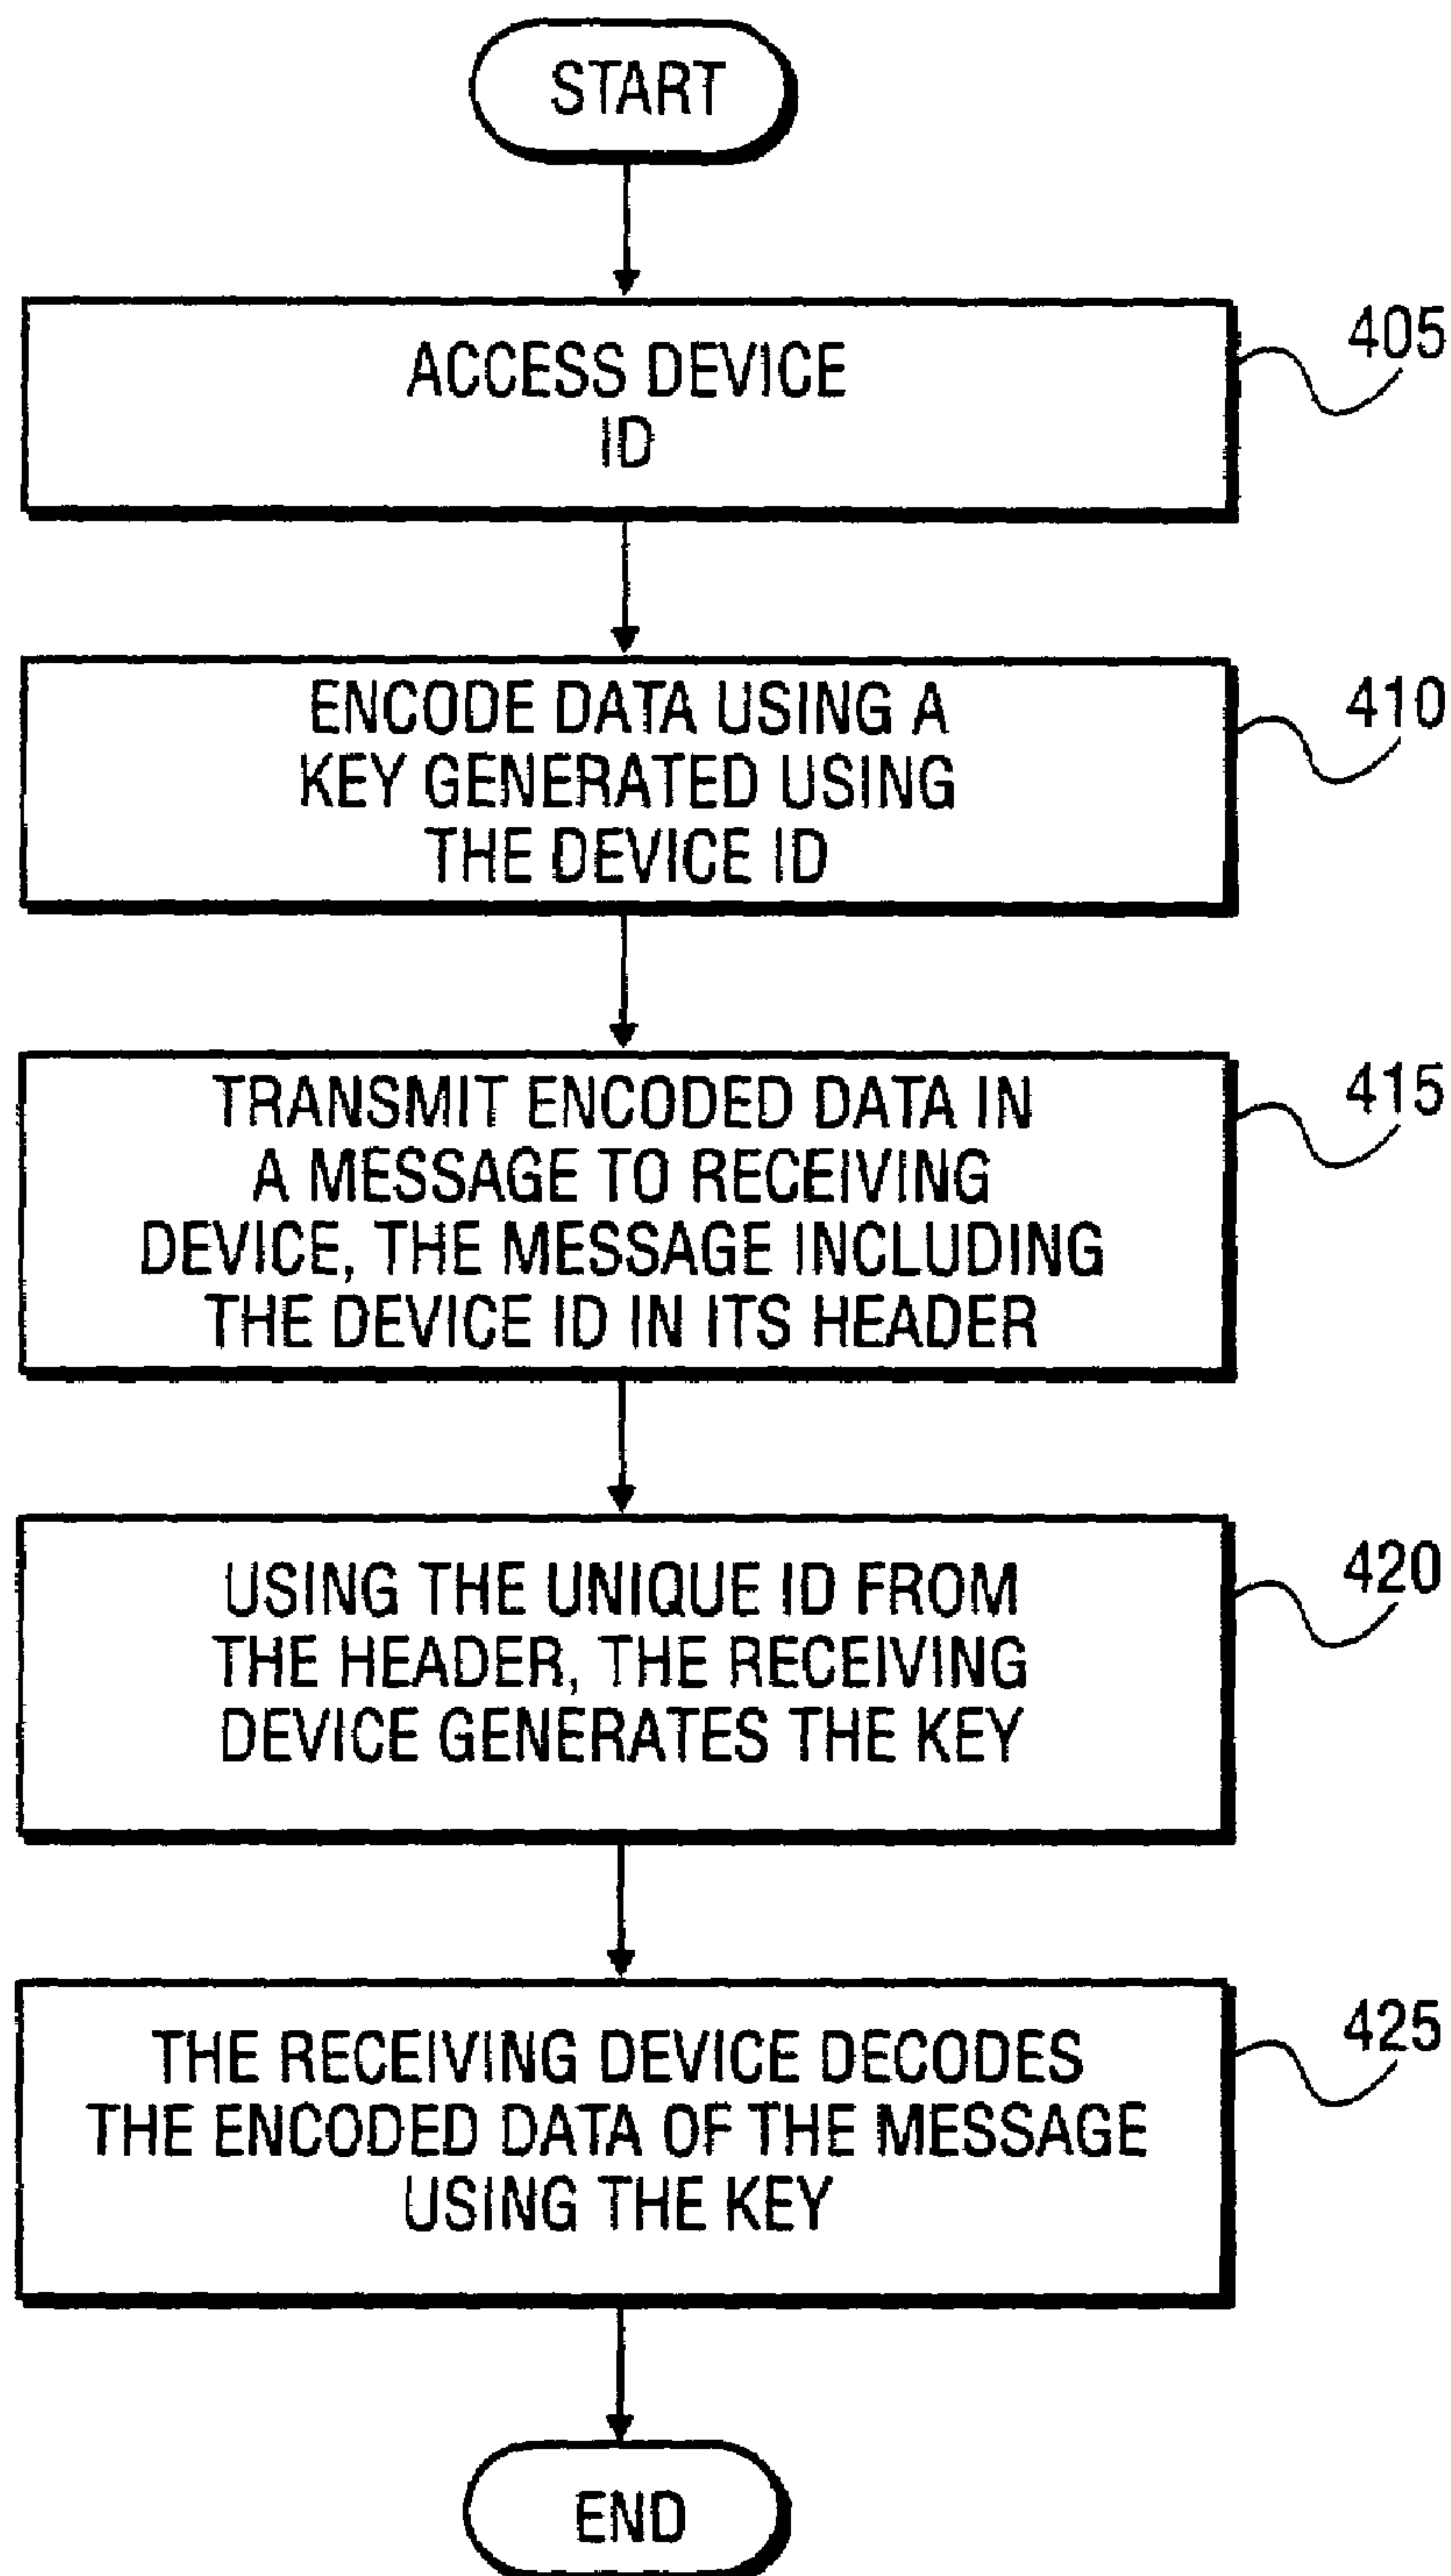 START
ACCESS DEVICE
ID
405
ENCODE DATA USING A
KEY GENERATED USING
THE DEVICE ID
410
TRANSMIT ENCODED DATA IN
A MESSAGE TO RECEIVING
DEVICE, THE MESSAGE INCLUDING
THE DEVICE ID IN ITS HEADER
415
USING THE UNIQUE ID FROM
THE HEADER, THE RECEIVING
DEVICE GENERATES THE KEY
420
THE RECEIVING DEVICE DECODES
THE ENCODED DATA OF THE MESSAGE
USING THE KEY
425
END